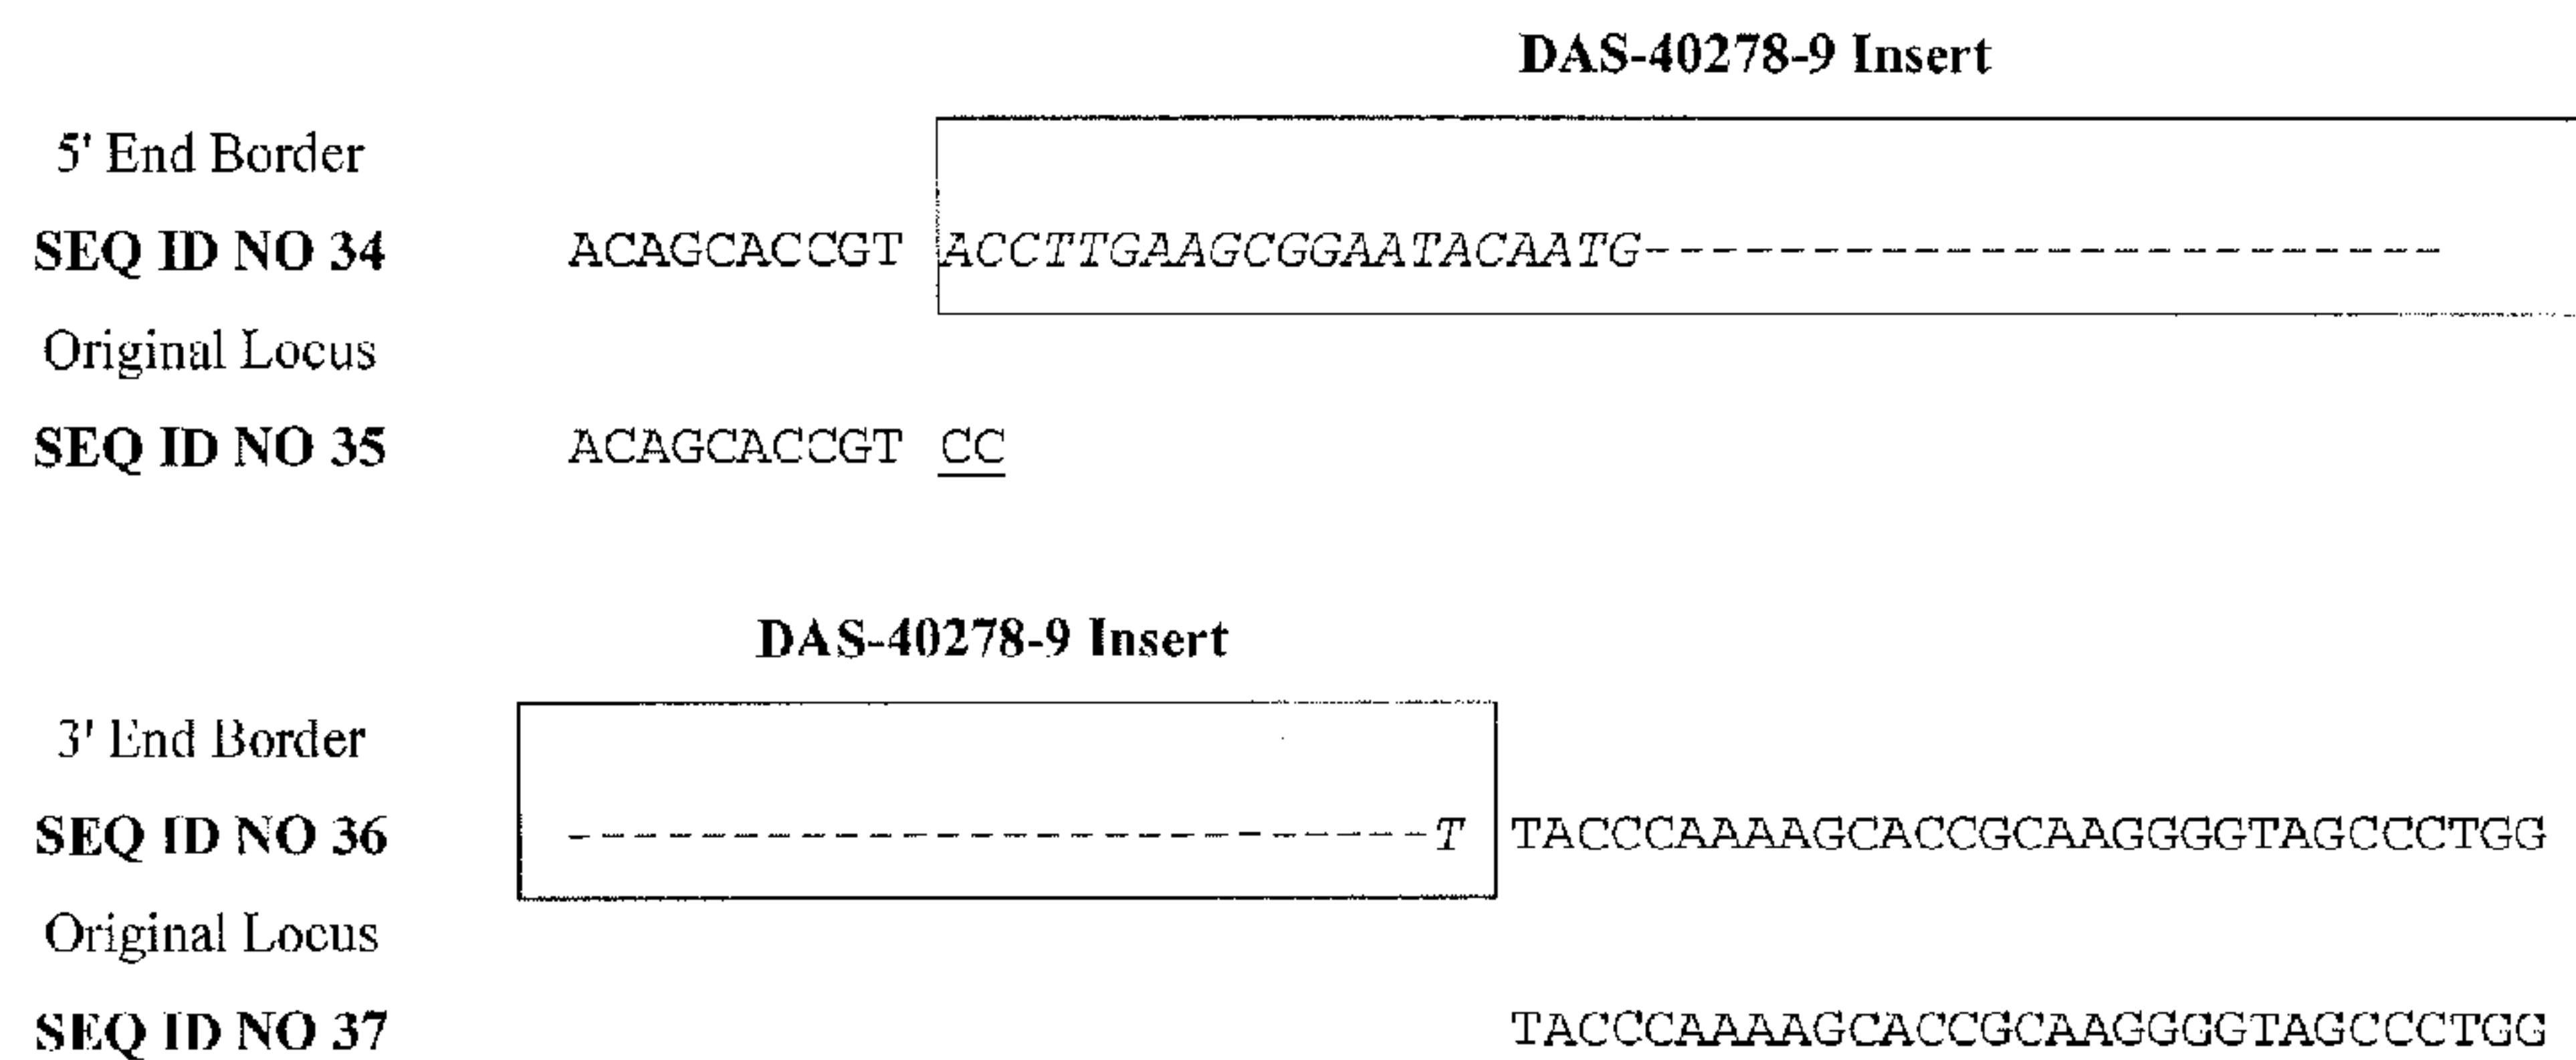 DAS-40278-9 Insert
5' End Border
SEQ ID NO 34 ACAGCACCGT ACCTTGAAGCGGAATACAATG------------------------
Original Locus
SEQ ID NO 35 ACAGCACCGT CC
DAS-40278-9 Insert
3' End Border
SEQ ID NO 36 --------------------------T TACCCAAAAGCACCGCAAGGGGTAGCCCTGG
Original Locus
SEQ ID NO 37 TACCCAAAAGCACCGCAAGGGGTAGCCCTGG